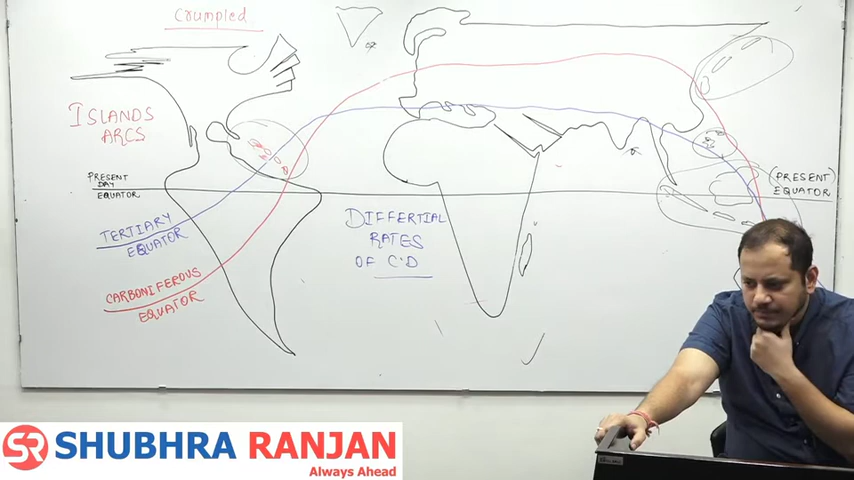 Crumpled
ISLANDS
ARCS
PRESENT
DAY
EQUATOR
TERTIARY
EQUATOR
CARBONIFEROUS
EQUATOR
DIFFERTIAL
RATES
OF C.D
(PRESENT)
EQUATOR
SR SHUBHRA RANJAN
Always Ahead